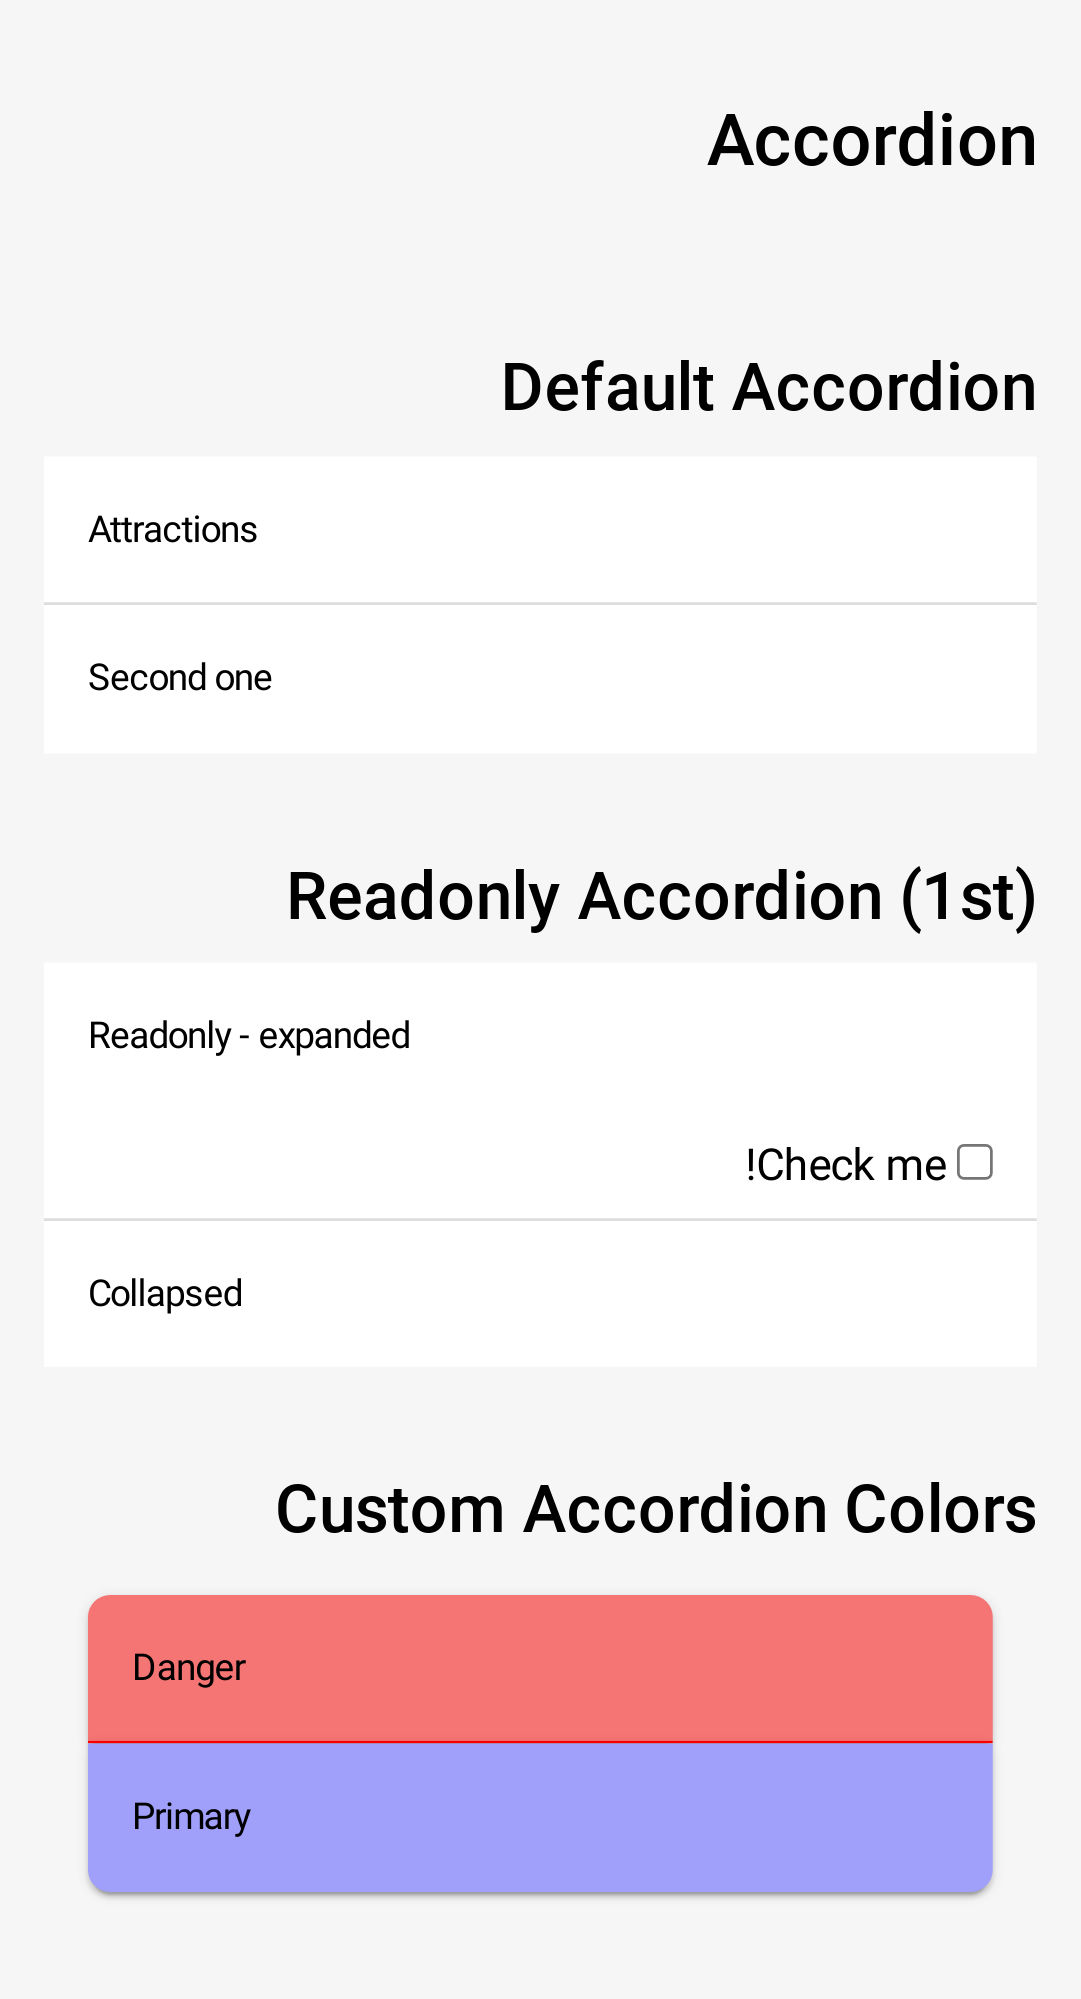 Accordion
Default Accordion
Attractions
Second one
Readonly Accordion (1st)
Readonly - expanded
!Check me
Collapsed
Custom Accordion Colors
Danger
Primary